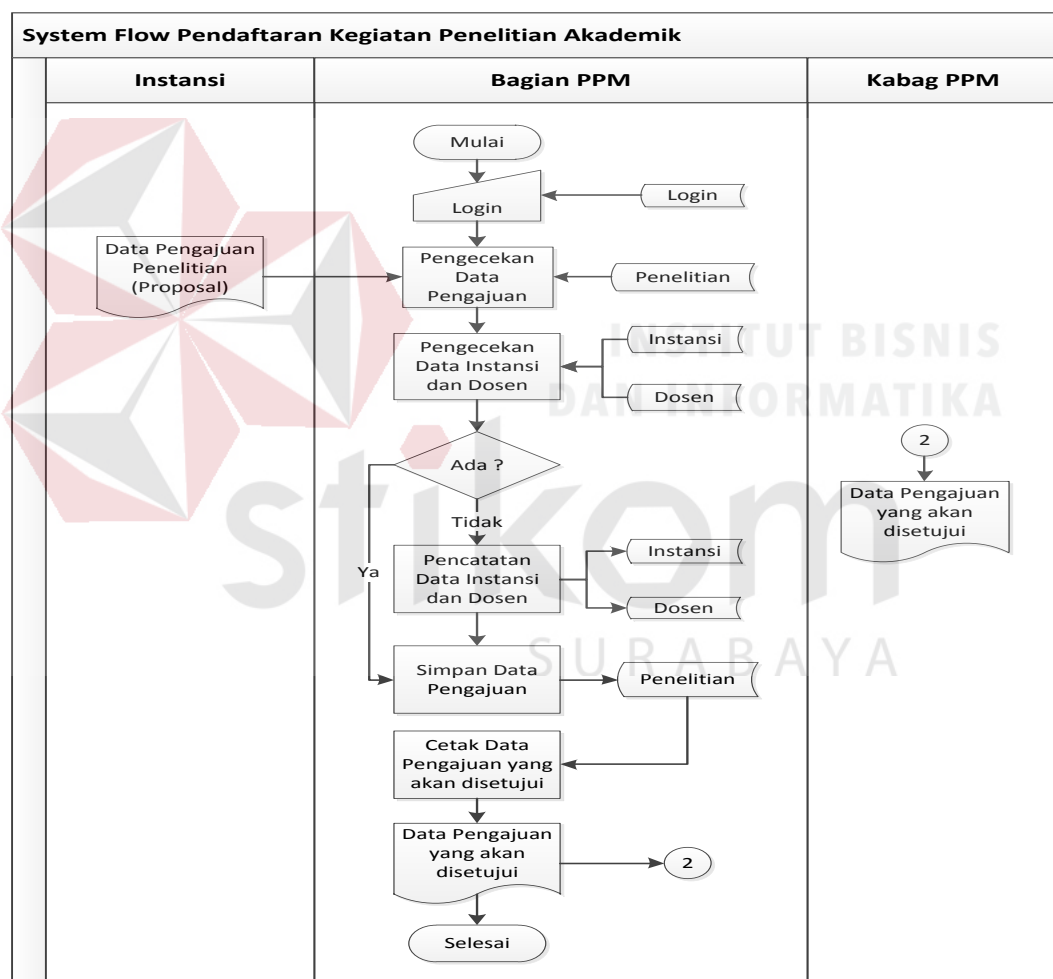 System Flow Pendaftaran Kegiatan Penelitian Akademik
Instansi
Bagian PPM
Kabag PPM
Mulai
Login
Login
Data Pengajuan
Penelitian
(Proposal)
Pengecekan
Data
Pengajuan
Penelitian
Pengecekan
Data Instansi
dan Dosen
Instansi
Dosen
INSTITUT BISNIS
DAN INFORMATIKA
Ada ?
2
Data Pengajuan
yang akan
disetujui
stikom
SURABAYA
Tidak
Ya
Pencatatan
Data Instansi
dan Dosen
Instansi
Dosen
Simpan Data
Pengajuan
Penelitian
Cetak Data
Pengajuan yang
akan disetujui
Data Pengajuan
yang akan
disetujui
2
Selesai